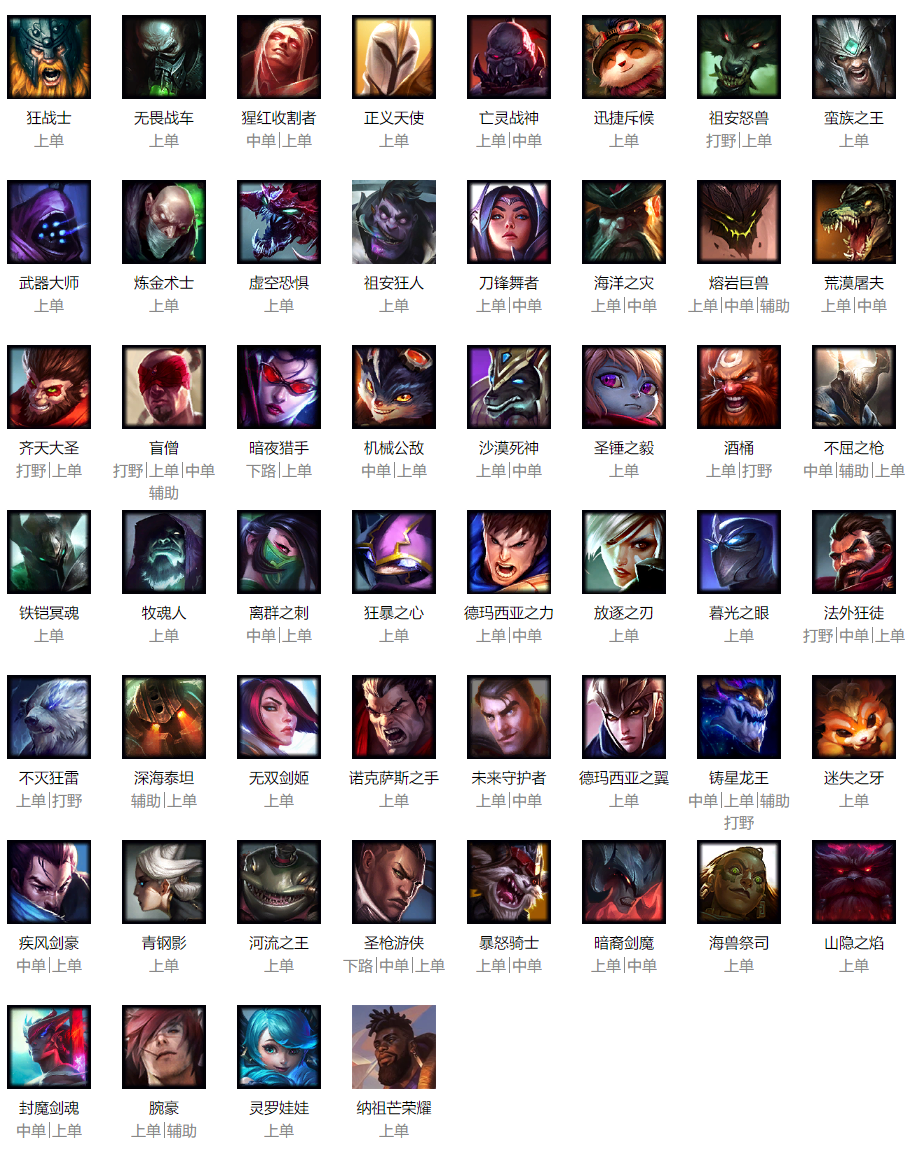 狂战士 无畏战车 猩红收割者 正义天使 亡灵战神 迅捷斥候 祖安怒兽 蛮族之王
上单 上单 中单|上单 上单 上单|中单 上单 打野|上单 上单
武器大师 炼金术士 虚空恐惧 祖安狂人 刀锋舞者 海洋之灾 熔岩巨兽 荒漠屠夫
上单 上单 上单 上单 上单|中单 上单|中单 上单|中单|辅助 上单|中单
齐天大圣 盲僧 暗夜猎手 机械公敌 沙漠死神 圣锤之毅 酒桶 不屈之枪
打野|上单 打野|上单|中单 下路|上单 中单|上单 上单|中单 上单 上单|打野 中单|辅助|上单
辅助
铁铠冥魂 牧魂人 离群之刺 狂暴之心 德玛西亚之力 放逐之刃 暮光之眼 法外狂徒
上单 上单 中单|上单 上单 上单|中单 上单 上单 打野|中单|上单
不灭狂雷 深海泰坦 无双剑姬 诺克萨斯之手 未来守护者 德玛西亚之翼 铸星龙王 迷失之牙
上单|打野 辅助|上单 上单 上单 上单|中单 上单 中单|上单|辅助 上单
打野
疾风剑豪 青钢影 河流之王 圣枪游侠 暴怒骑士 暗裔剑魔 海兽祭司 山隐之焰
中单|上单 上单 上单 下路|中单|上单 上单|中单 上单|中单 上单 上单
封魔剑魂 腕豪 灵罗娃娃 纳祖芒荣耀
中单|上单 上单|辅助 上单 上单